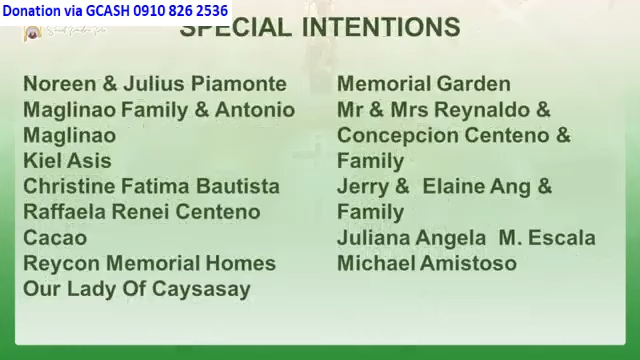 Donation via GCASH 0910 826 2536
SPECIAL INTENTIONS
Noreen & Julius Piamonte
Maglinao Family & Antonio
Maglinao
Kiel Asis
Christine Fatima Bautista
Raffaela Renei Centeno
Cacao
Reycon Memorial Homes
Our Lady Of Caysasay
Memorial Garden
Mr & Mrs Reynaldo &
Concepcion Centeno &
Family
Jerry & Elaine Ang &
Family
Juliana Angela M. Escala
Michael Amistoso